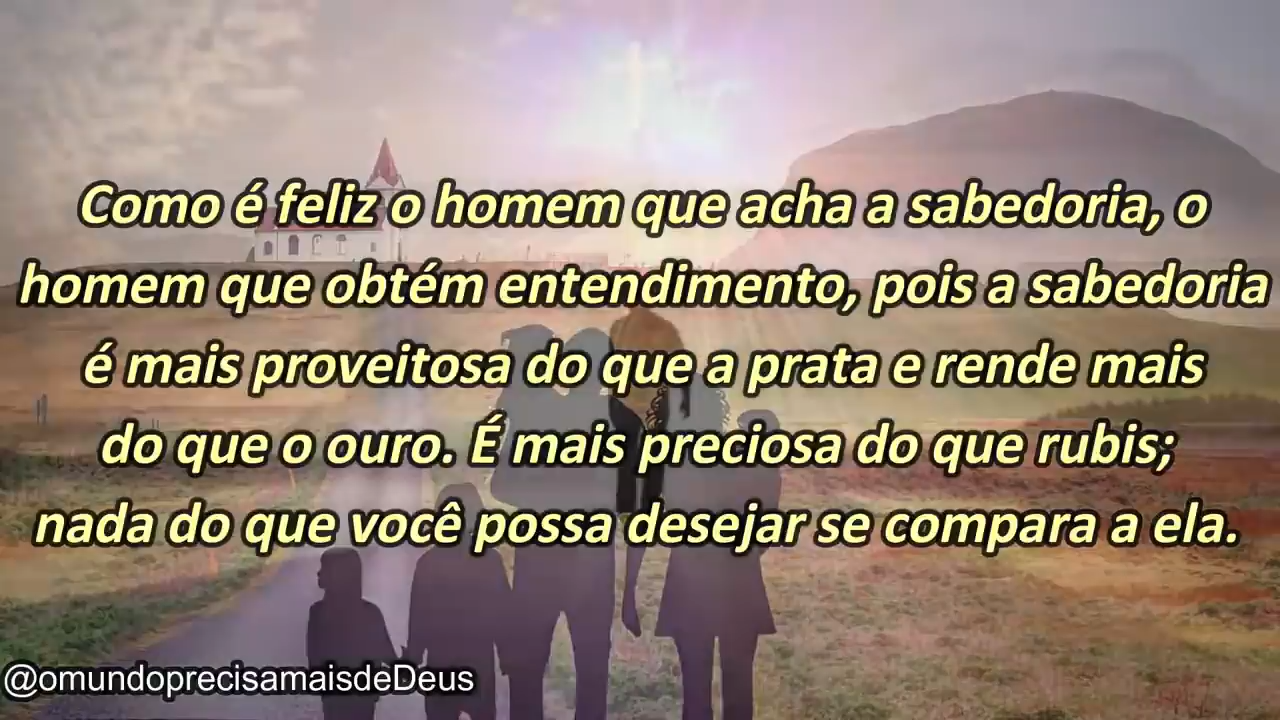 Como é feliz o homem que acha a sabedoria, o
homem que obtém entendimento, pois a sabedoria
é mais proveitosa do que a prata e rende mais
do que o ouro. É mais preciosa do que rubis;
nada do que você possa desejar se compara a ela.
@omundoprecisamaisdeDeus